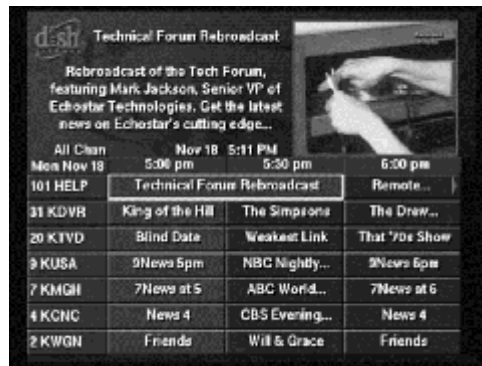 dish Technical Forum Rebroadcast
Rebroadcast of the Tech Forum,
featuring Mark Jackson, Senior VP of
Echostar Technologies. Get the latest
news on Echostar's cutting
edge...
All Chan Nov 18 5:11 PM
Mon Nov 18 5:00 pm 5:30 pm 6:00 pm
101 HELP Technical Forum Rebroadcast Remote...
31 KDVR King of the Hill The Simpsons The Drew...
20 KTVD Blind Date Weakest Link That '70s Show
9 KUSA 9News 5pm NBC Nightly... 9News 6pm
7 KMGH 7News at 5 ABC World... 7News at 6
4 KCNC News 4 CBS Evening... News 4
2 KWGN Friends Will & Grace Friends